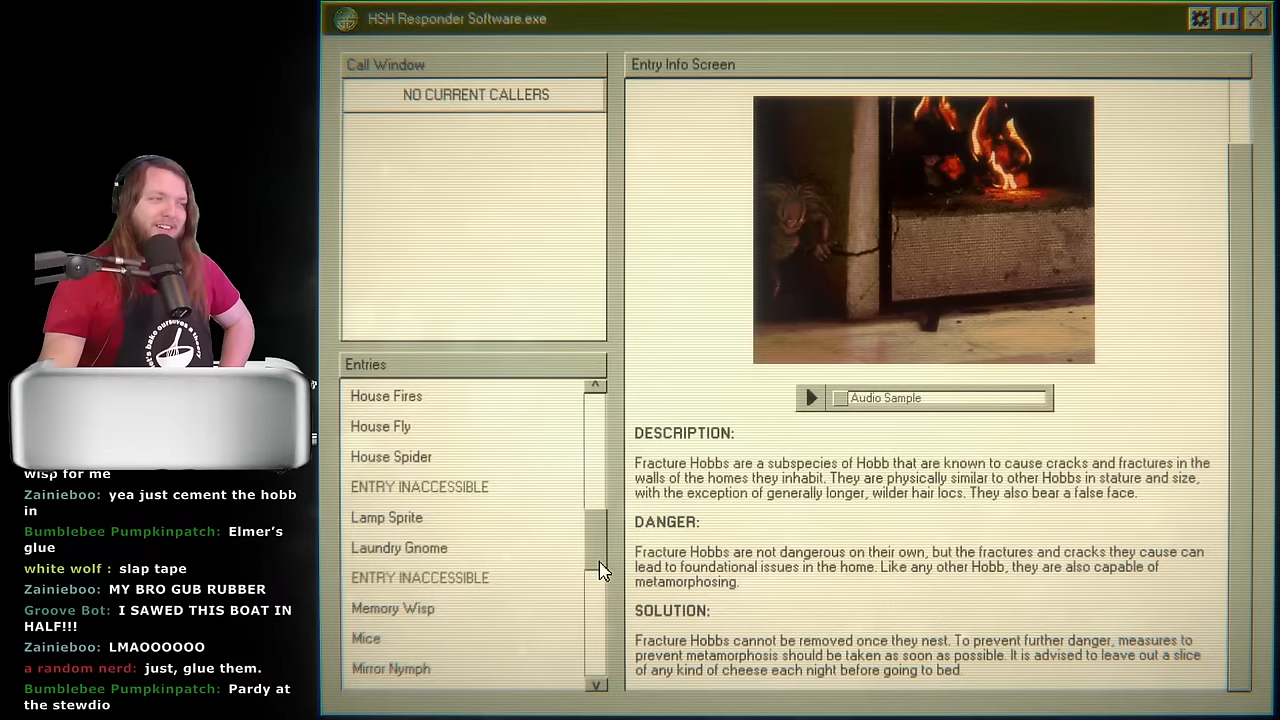 HSH Responder Software.exe
Call Window
NO CURRENT CALLERS
Entries
House Fires
House Fly
House Spider
ENTRY INACCESSIBLE
Lamp Sprite
Laundry Gnome
ENTRY INACCESSIBLE
Memory Wisp
Mice
Mirror Nymph
Entry Info Screen
Audio Sample
DESCRIPTION:
Fracture Hobbs are a subspecies of Hobb that are known to cause cracks and fractures in the
walls of the homes they inhabit. They are physically similar to other Hobbs in stature and size,
with the exception of generally longer, wilder hair locs. They also bear a false face.
DANGER:
Fracture Hobbs are not dangerous on their own, but the fractures and cracks they cause can
lead to foundational issues in the home. Like any other Hobb, they are also capable of
metamorphosing.
SOLUTION:
Fracture Hobbs cannot be removed once they nest. To prevent further danger, measures to
prevent metamorphosis should be taken as soon as possible. It is advised to leave out a slice
of any kind of cheese each night before going to bed.
let's bake ourselves a theory
wisp for me
Zainieboo: yea just cement the hobb
in
Bumblebee Pumpkinpatch: Elmer's
glue
white wolf : slap tape
Zainieboo: MY BRO GUB RUBBER
Groove Bot: I SAWED THIS BOAT IN
HALF!!!
Zainieboo: LMAOOOOOO
a random nerd: just, glue them.
Bumblebee Pumpkinpatch: Pardy at
the stewdio